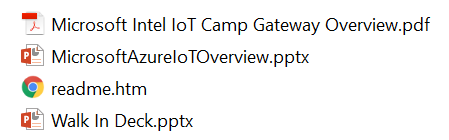 Microsoft Intel IoT Camp Gateway Overview.pdf
MicrosoftAzureIoTOverview.pptx
readme.htm
Walk In Deck.pptx